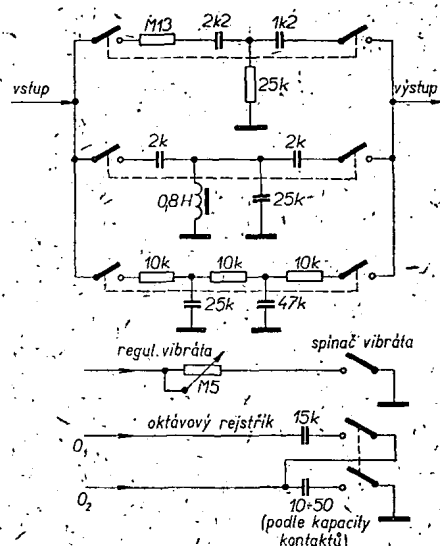 M13 2k2 1k2
vstup
výstup
25k
2k 2k
0,8H
25k
10k 10k 10k
25k 47k
regul. vibráta
spínač vibráta
M5
oktávový rejstřík
15k
O1
O2
10÷50
(podle kapacity
kontaktů)